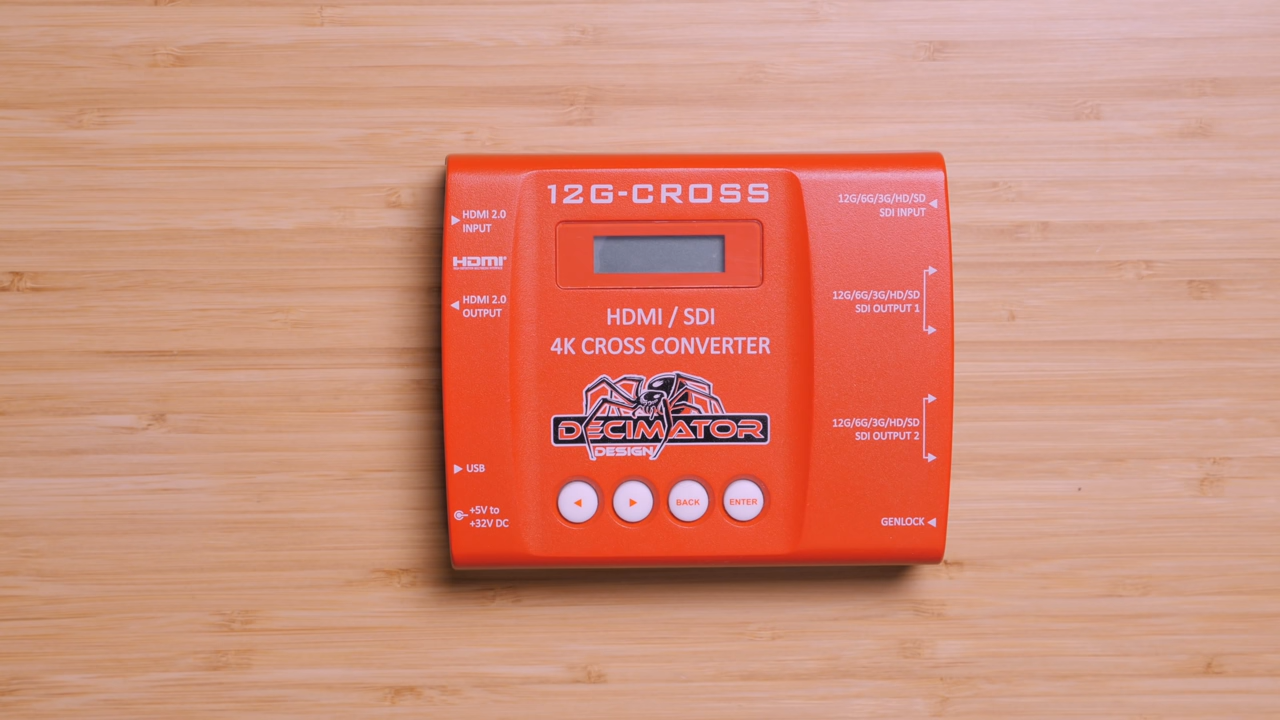 12G-CROSS
HDMI 2.0
INPUT
HDMI
HDMI 2.0
OUTPUT
USB
+5V to
+32V DC
HDMI / SDI
4K CROSS CONVERTER
DECIMATOR
DESIGN
BACK
ENTER
12G/6G/3G/HD/SD
SDI INPUT
12G/6G/3G/HD/SD
SDI OUTPUT 1
12G/6G/3G/HD/SD
SDI OUTPUT 2
GENLOCK